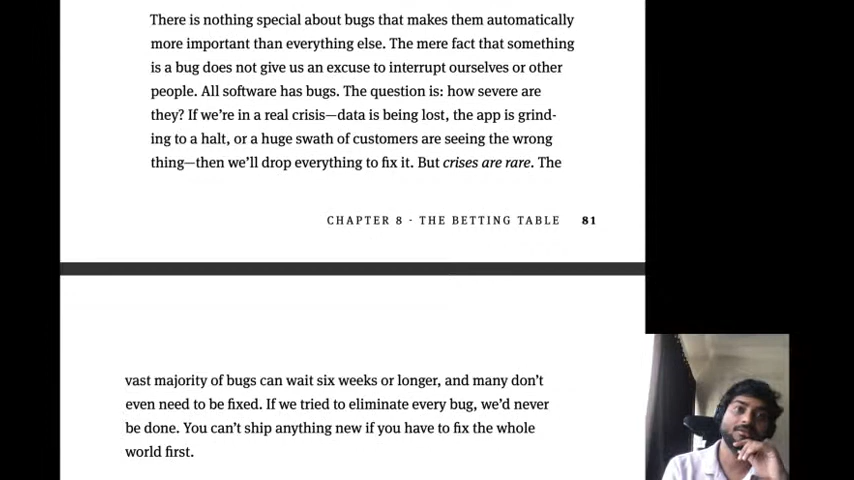 There is nothing special about bugs that makes them automatically
more important than everything else. The mere fact that something
is a bug does not give us an excuse to interrupt ourselves or other
people. All software has bugs. The question is: how severe are
they? If we're in a real crisis—data is being lost, the app is grind-
ing to a halt, or a huge swath of customers are seeing the wrong
thing—then we'll drop everything to fix it. But crises are rare. The
CHAPTER 8 - THE BETTING TABLE 81
vast majority of bugs can wait six weeks or longer, and many don't
even need to be fixed. If we tried to eliminate every bug, we'd never
be done. You can't ship anything new if you have to fix the whole
world first.